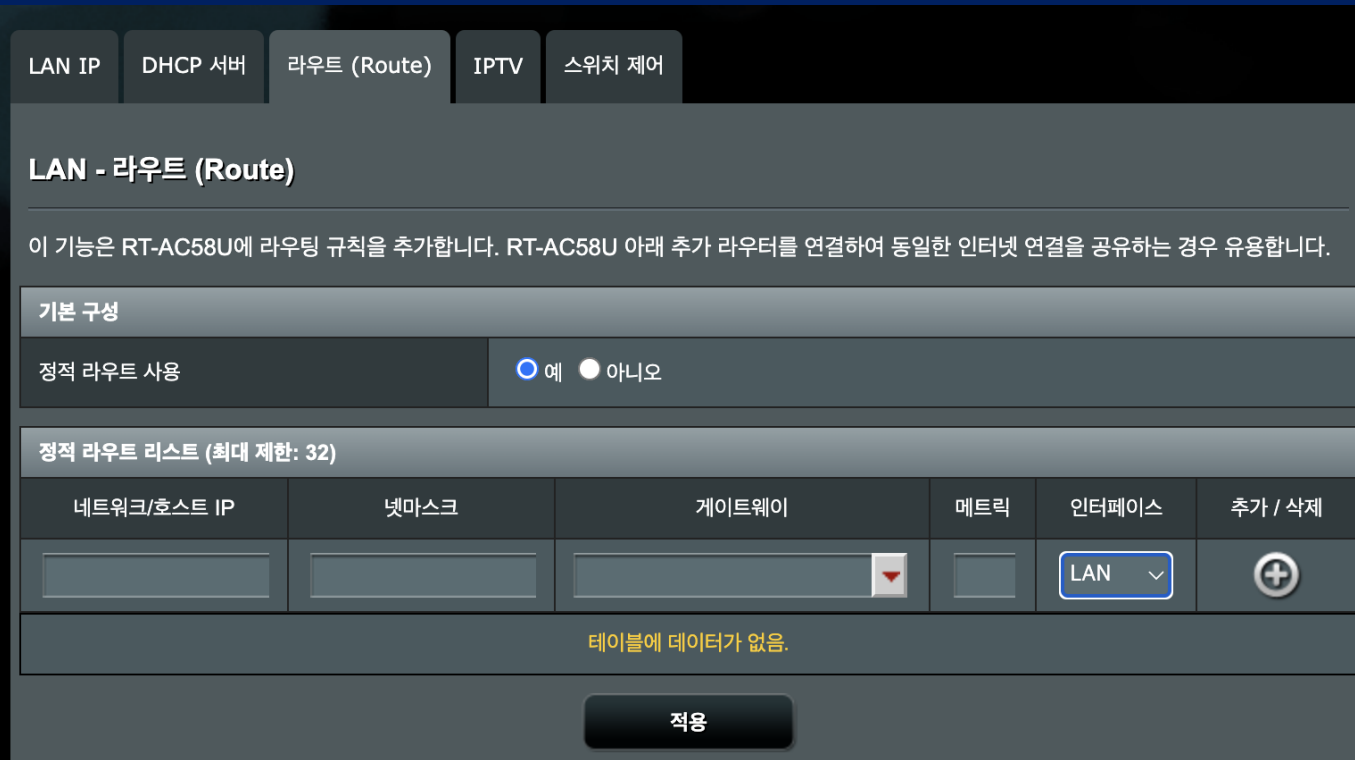 LAN IP DHCP 서버 라우트 (Route) IPTV 스위치 제어
LAN - 라우트 (Route)
이 기능은 RT-AC58U에 라우팅 규칙을 추가합니다. RT-AC58U 아래 추가 라우터를 연결하여 동일한 인터넷 연결을 공유하는 경우 유용합니다.
기본 구성
정적 라우트 사용 예 아니오
정적 라우트 리스트 (최대 제한: 32)
네트워크/호스트 IP 넷마스크 게이트웨이 메트릭 인터페이스 추가 / 삭제
LAN
테이블에 데이터가 없음.
적용